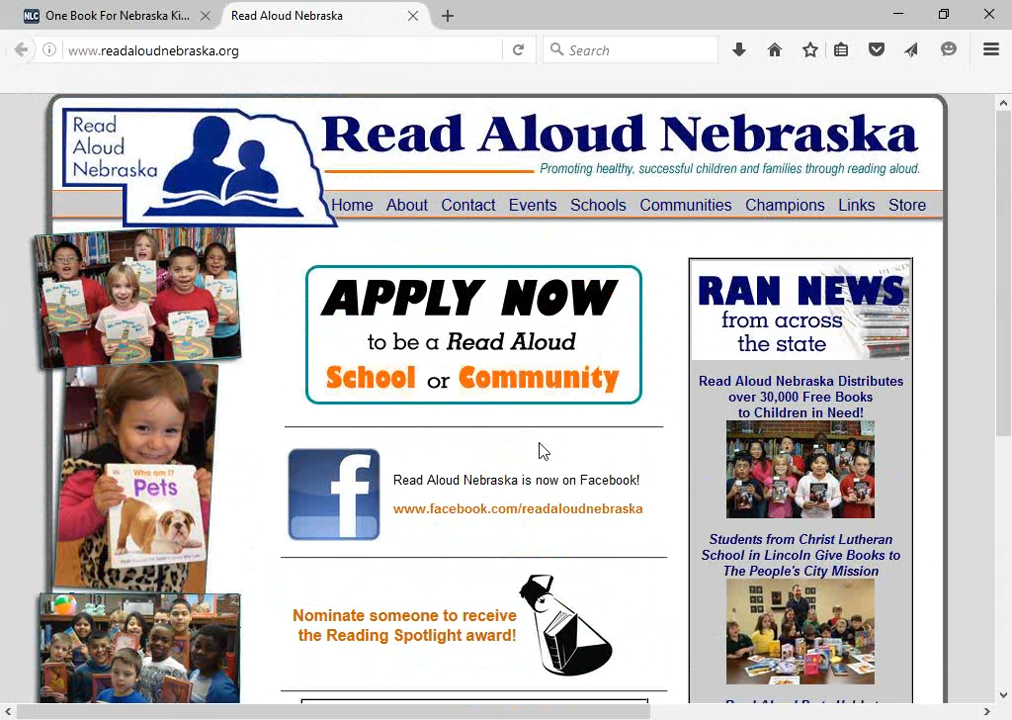 One Book For Nebraska Ki...
Read Aloud Nebraska
www.readaloudnebraska.org
Search
Read
Aloud
Nebraska
Read Aloud Nebraska
Promoting healthy, successful children and families through reading aloud.
Home About Contact Events Schools Communities Champions Links Store
APPLY NOW
to be a Read Aloud
School or Community
Read Aloud Nebraska is now on Facebook!
www.facebook.com/readaloudnebraska
Nominate someone to receive
the Reading Spotlight award!
RAN NEWS
from across
the state
Read Aloud Nebraska Distributes
over 30,000 Free Books
to Children in Need!
Students from Christ Lutheran
School in Lincoln Give Books to
The People's City Mission
Who am I?
Pets